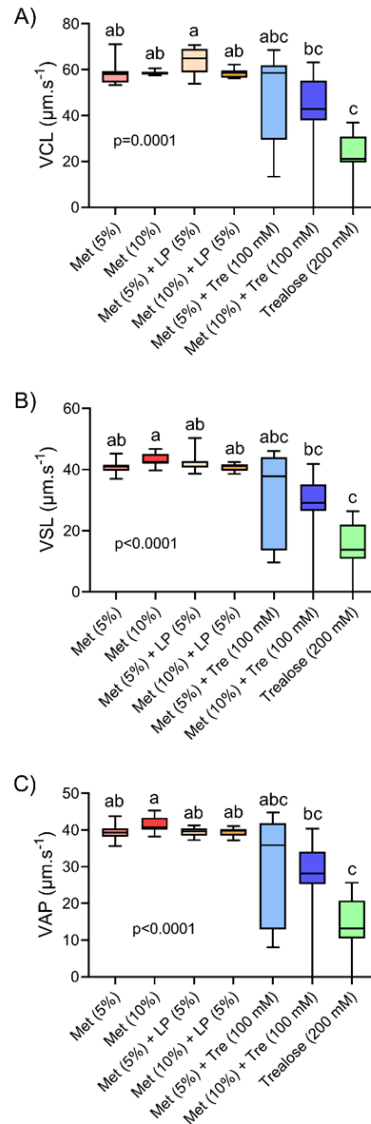 A)
VCL (µm.s⁻¹)
80
60
40
20
0
ab
ab
a
ab
abc
bc
c
p=0.0001
Met (5%)
Met (10%)
Met (5%) + LP (5%)
Met (10%) + LP (5%)
Met (5%) + Tre (100 mM)
Met (10%) + Tre (100 mM)
Trealose (200 mM)
B)
VSL (µm.s⁻¹)
60
40
20
0
ab
a
ab
ab
abc
bc
c
p<0.0001
Met (5%)
Met (10%)
Met (5%) + LP (5%)
Met (10%) + LP (5%)
Met (5%) + Tre (100 mM)
Met (10%) + Tre (100 mM)
Trealose (200 mM)
C)
VAP (µm.s⁻¹)
50
40
30
20
10
0
ab
a
ab
ab
abc
bc
c
p<0.0001
Met (5%)
Met (10%)
Met (5%) + LP (5%)
Met (10%) + LP (5%)
Met (5%) + Tre (100 mM)
Met (10%) + Tre (100 mM)
Trealose (200 mM)